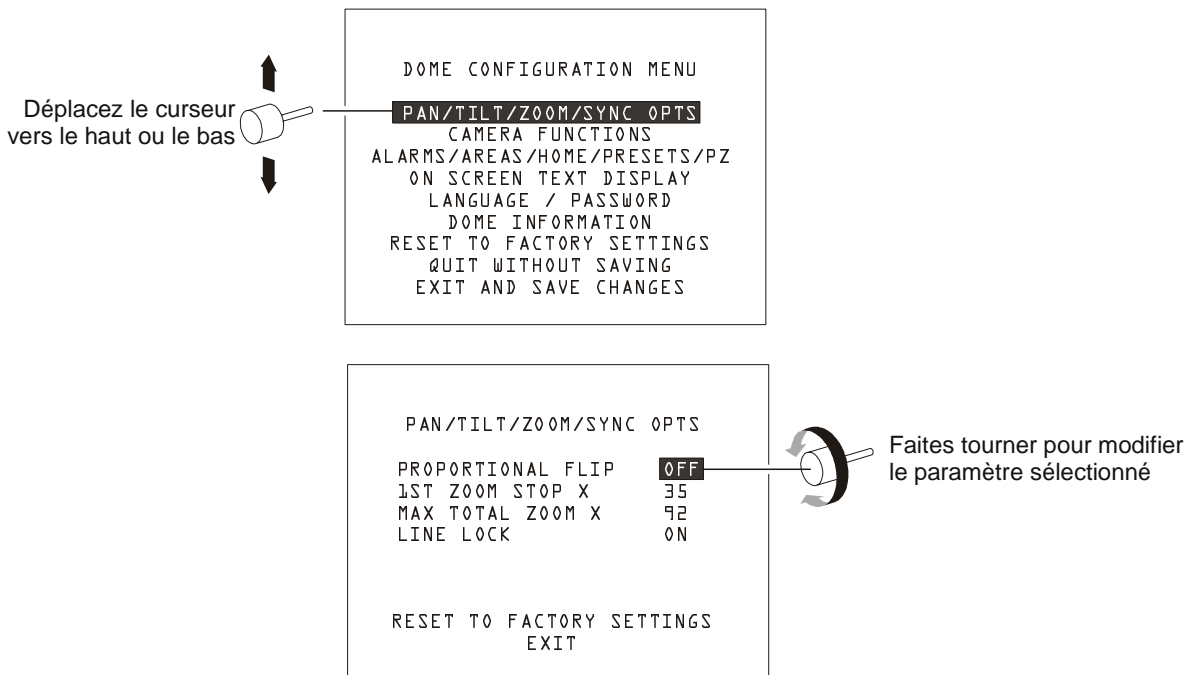 DOME CONFIGURATION MENU
Déplacez le curseur
vers le haut ou le bas
PAN/TILT/ZOOM/SYNC OPTS
CAMERA FUNCTIONS
ALARMS/AREAS/HOME/PRESETS/PZ
ON SCREEN TEXT DISPLAY
LANGUAGE / PASSWORD
DOME INFORMATION
RESET TO FACTORY SETTINGS
QUIT WITHOUT SAVING
EXIT AND SAVE CHANGES
PAN/TILT/ZOOM/SYNC OPTS
PROPORTIONAL FLIP OFF
1ST ZOOM STOP X 35
MAX TOTAL ZOOM X 92
LINE LOCK ON
Faites tourner pour modifier
le paramètre sélectionné
RESET TO FACTORY SETTINGS
EXIT